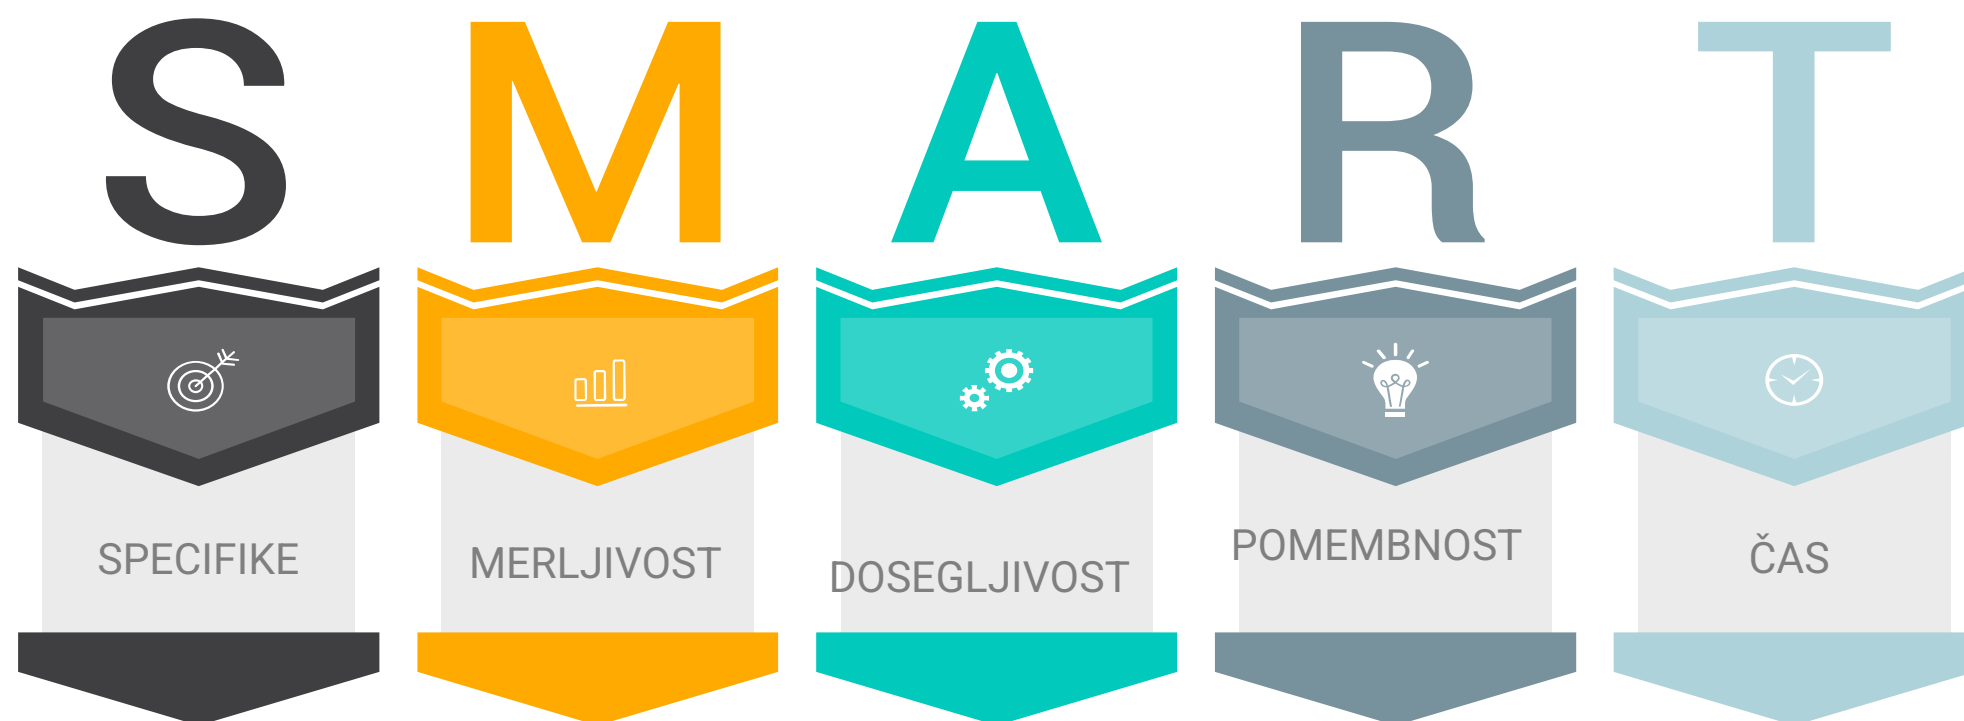 S M A R T
SPECIFIKE
MERLJIVOST
DOSEGLJIVOST
POMEMBNOST
ČAS